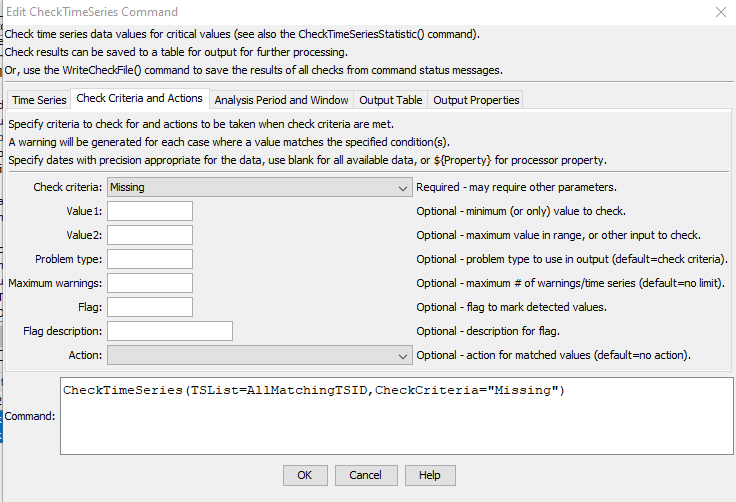 Edit CheckTimeSeries Command
Check time series data values for critical values (see also the CheckTimeSeriesStatistic() command).
Check results can be saved to a table for output for further processing.
Or, use the WriteCheckFile() command to save the results of all checks from command status messages.
Time Series Check Criteria and Actions Analysis Period and Window Output Table Output Properties
Specify criteria to check for and actions to be taken when check criteria are met.
A warning will be generated for each case where a value matches the specified condition(s).
Specify dates with precision appropriate for the data, use blank for all available data, or ${Property} for processor property.
Check criteria: Missing Required - may require other parameters.
Value1: Optional - minimum (or only) value to check.
Value2: Optional - maximum value in range, or other input to check.
Problem type: Optional - problem type to use in output (default=check criteria).
Maximum warnings: Optional - maximum # of warnings/time series (default=no limit).
Flag: Optional - flag to mark detected values.
Flag description: Optional - description for flag.
Action: Optional - action for matched values (default=no action).
CheckTimeSeries(TSList=AllMatchingTSID,CheckCriteria="Missing")
Command:
OK Cancel Help